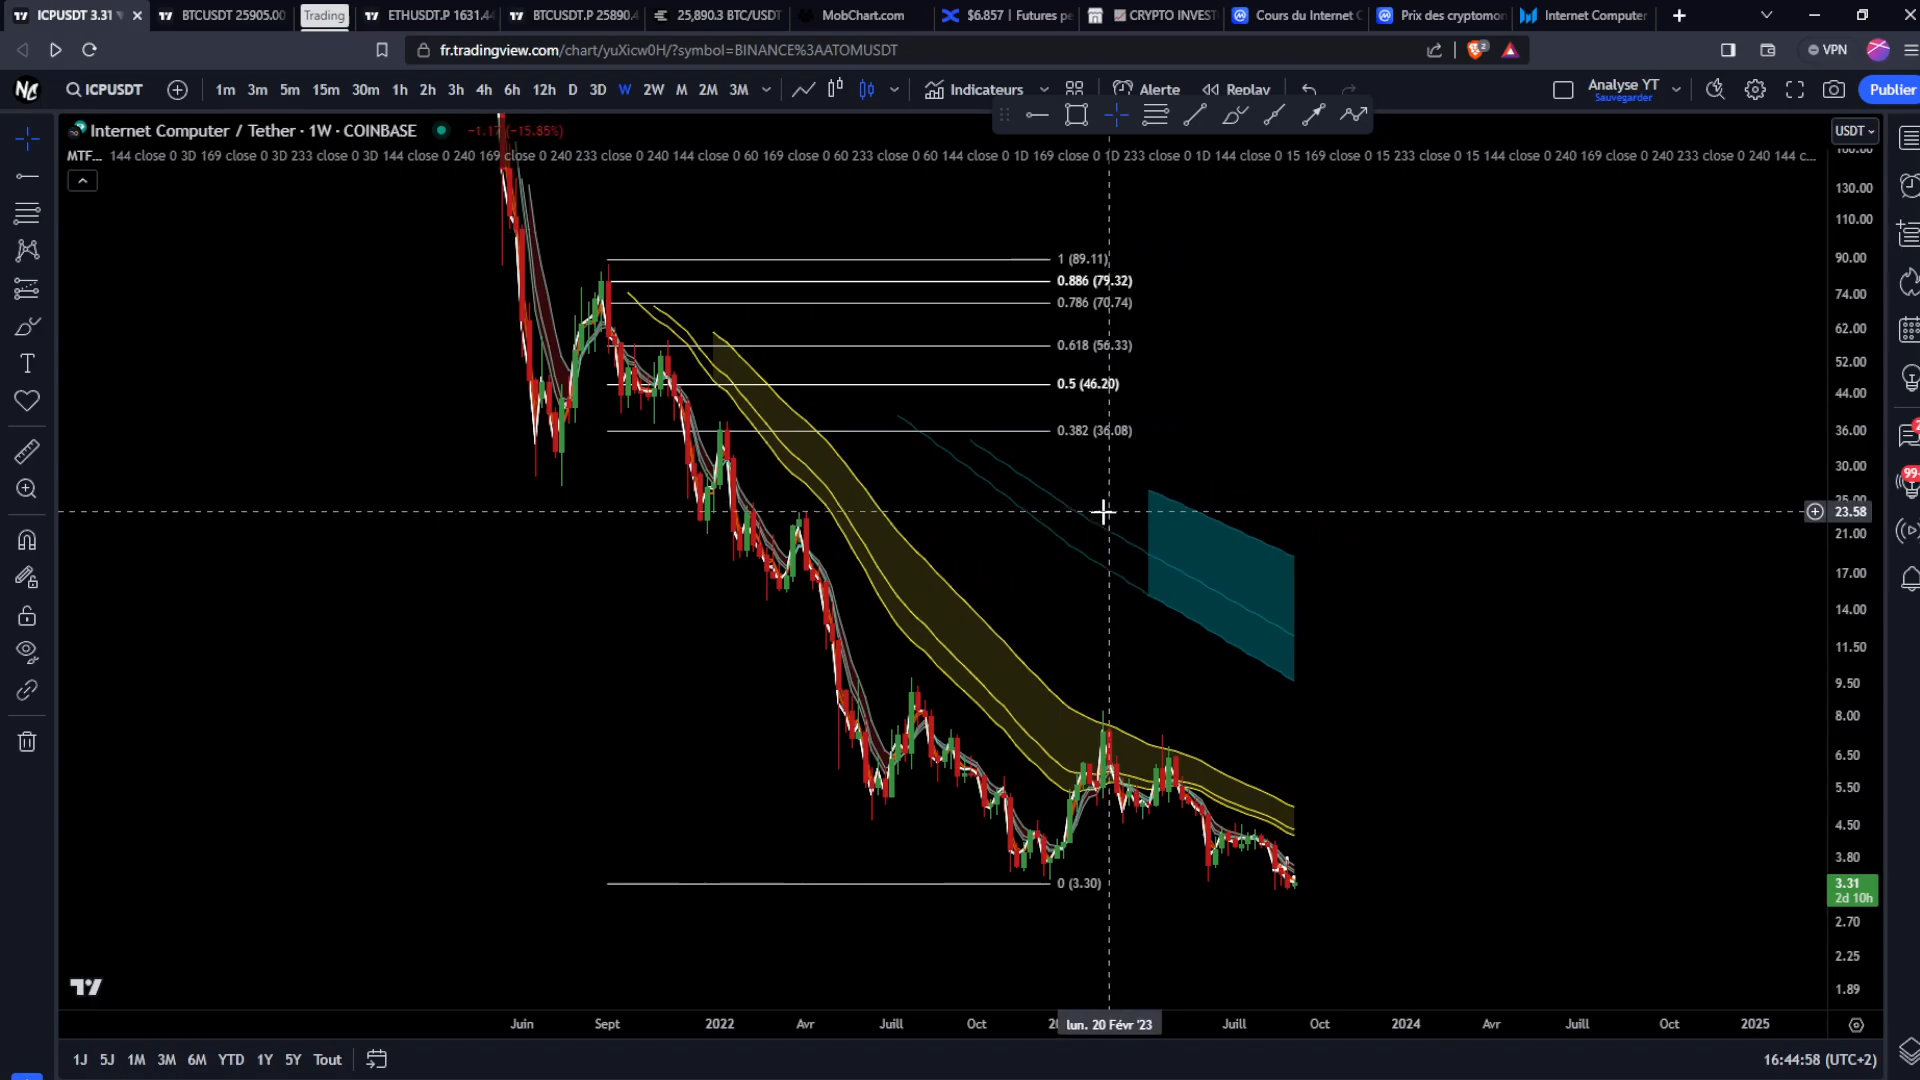 ICPUSDT 3.31
BTCUSDT 25905.00
Trading
ETHUSDT.P 1631.44
BTCUSDT.P 25890.4
25,890.3 BTC/USDT
MobChart.com
$6.857 | Futures pe
CRYPTO INVEST
Cours du Internet C
Prix des cryptomon
Internet Computer
fr.tradingview.com/chart/yuXicw0H/?symbol=BINANCE%3AATOMUSDT
2
VPN
ICPUSDT
1m 3m 5m 15m 30m 1h 2h 3h 4h 6h 12h D 3D W 2W M 2M 3M
Indicateurs
Alerte
Replay
Analyse YT
Sauvegarder
Publier
Internet Computer / Tether · 1W · COINBASE
-1.17 (-15.85%)
USDT
MTF... 144 close 0 3D 169 close 0 3D 233 close 0 3D 144 close 0 240 169 close 0 240 233 close 0 240 144 close 0 60 169 close 0 60 233 close 0 60 144 close 0 1D 169 close 0 1D 233 close 0 1D 144 close 0 15 169 close 0 15 233 close 0 15 144 close 0 240 169 close 0 240 233 close 0 240 144 c...
160.00
130.00
110.00
90.00
74.00
62.00
52.00
44.00
36.00
30.00
25.00
23.58
21.00
17.00
14.00
11.50
9.50
8.00
6.50
5.50
4.50
3.80
3.31
2d 10h
2.70
2.25
1.89
1 (89.11)
0.886 (79.32)
0.786 (70.74)
0.618 (56.33)
0.5 (46.20)
0.382 (36.08)
0 (3.30)
99+
Juin Sept 2022 Avr Juill Oct lun. 20 Févr '23 Juill Oct 2024 Avr Juill Oct 2025
1J 5J 1M 3M 6M YTD 1Y 5Y Tout
16:44:58 (UTC+2)